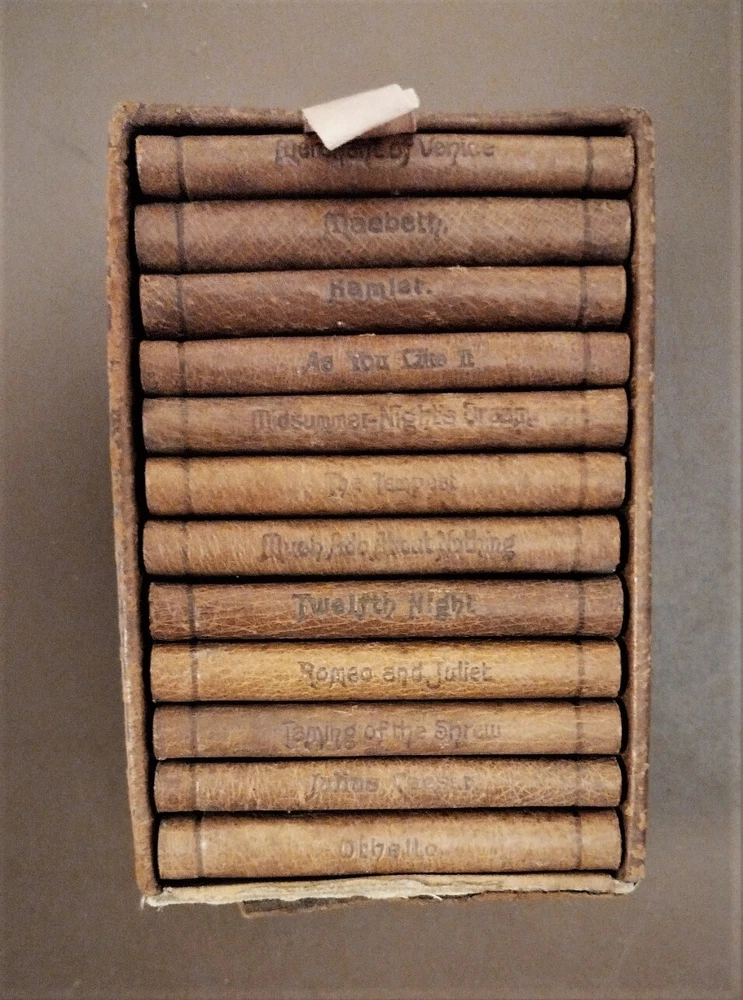 Merchant of Venice
Macbeth.
Hamlet.
As You Like It
Midsummer-Night's Dream.
The Tempest
Much Ado About Nothing
Twelfth Night
Romeo and Juliet
Taming of the Shrew
Julius Caesar.
Othello.